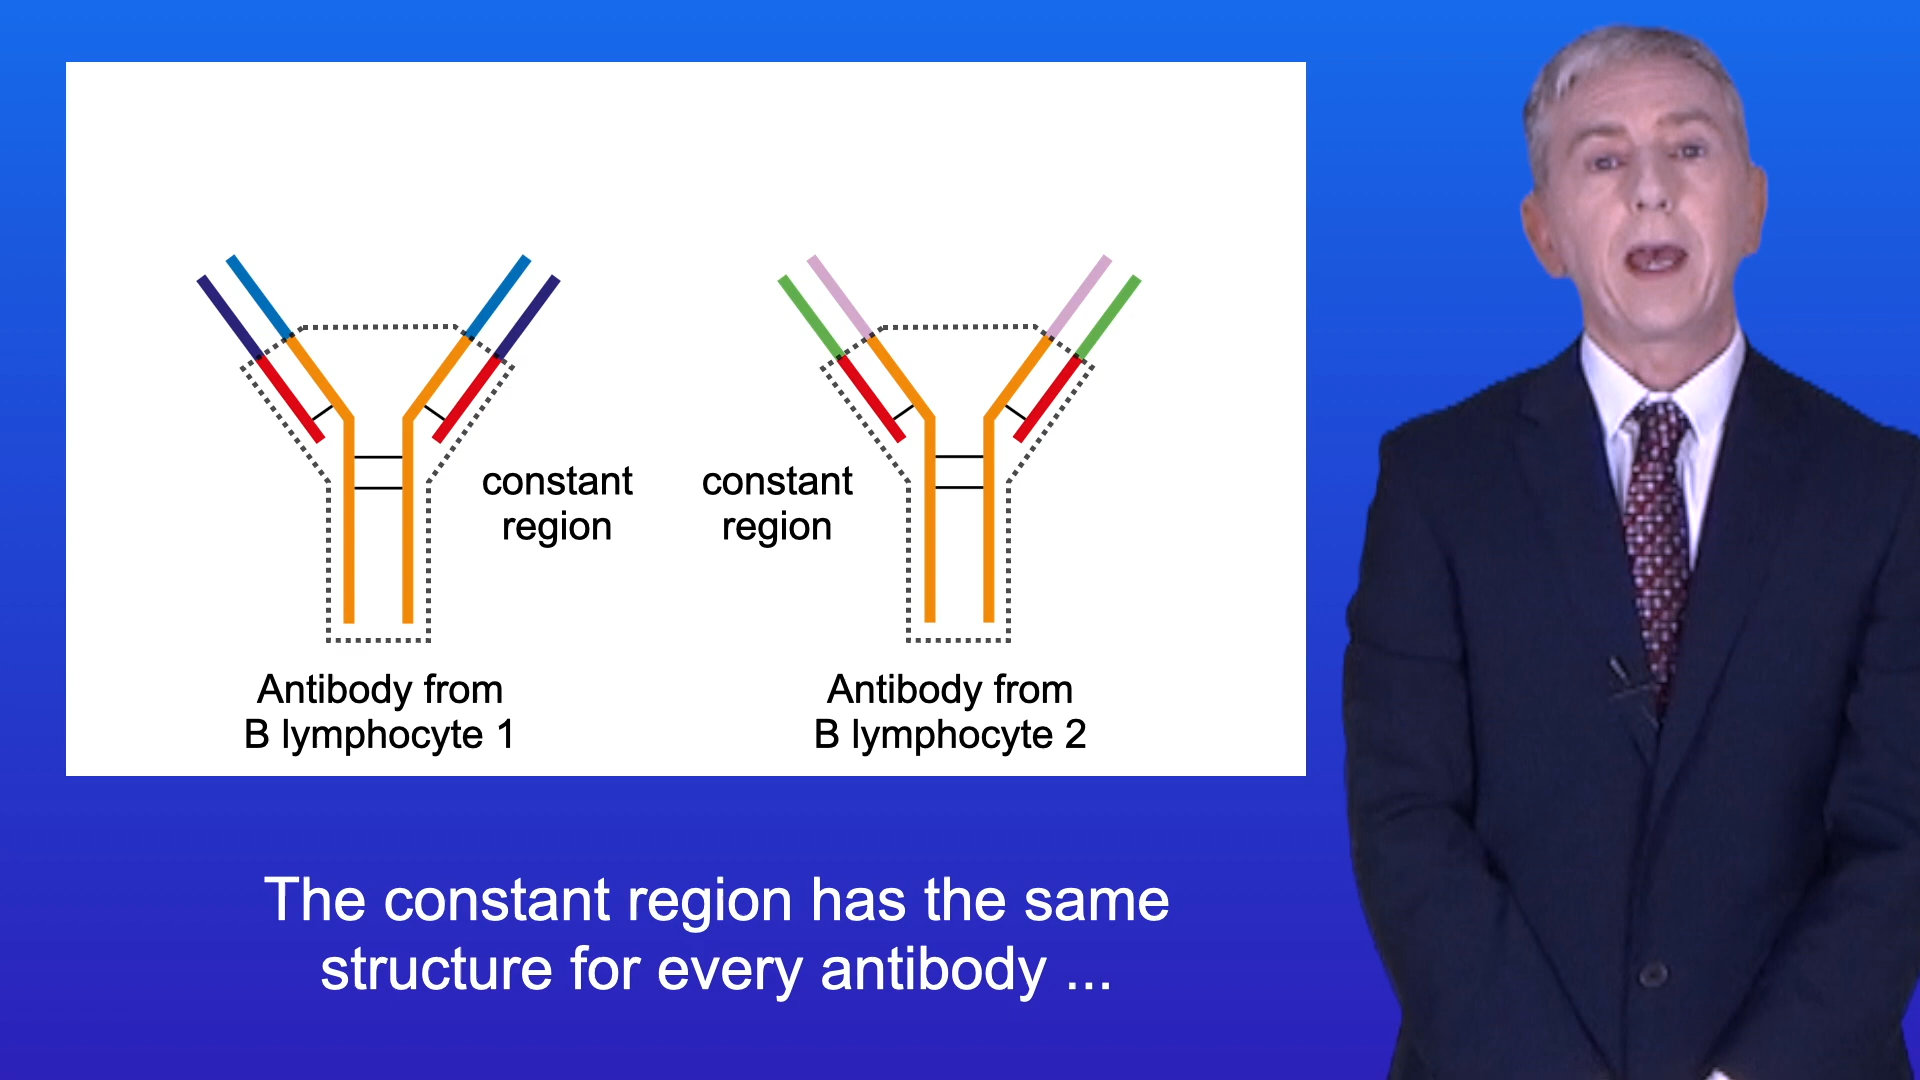 constant
region
constant
region
Antibody from
B lymphocyte 1
Antibody from
B lymphocyte 2
The constant region has the same
structure for every antibody ...